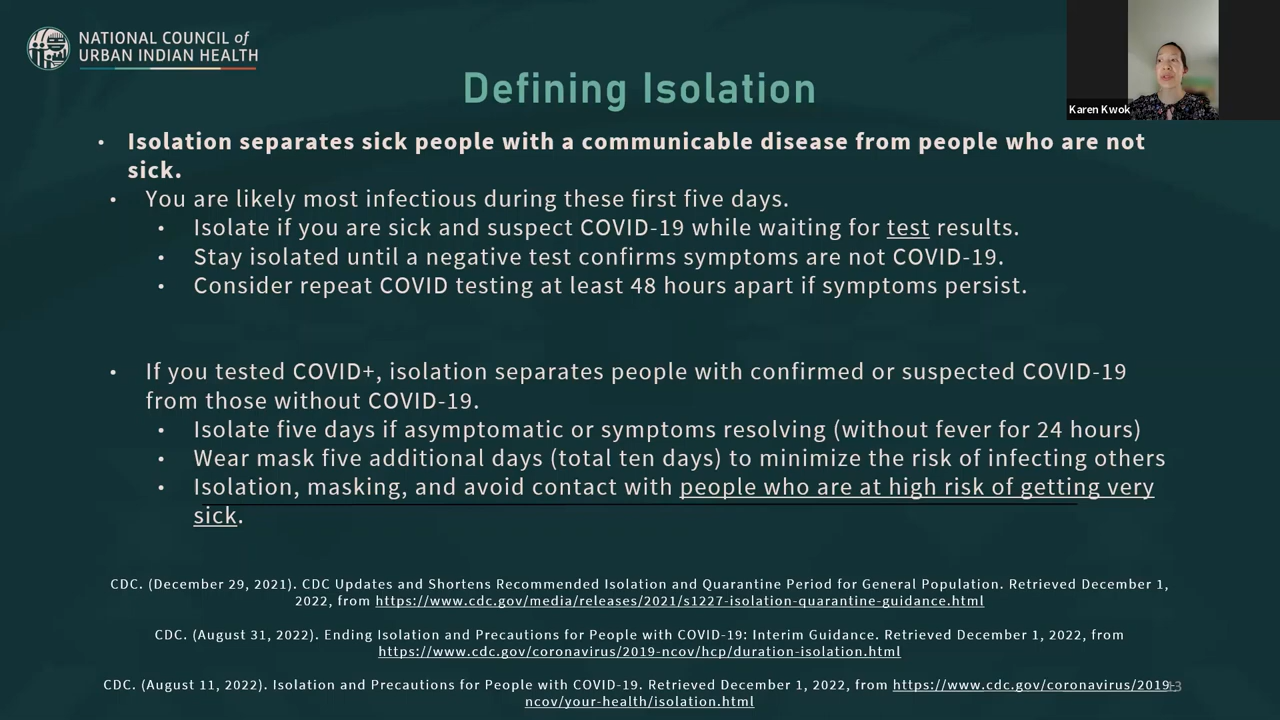 NATIONAL COUNCIL of
URBAN INDIAN HEALTH
Karen Kwok
Defining Isolation
• Isolation separates sick people with a communicable disease from people who are not
sick.
• You are likely most infectious during these first five days.
• Isolate if you are sick and suspect COVID-19 while waiting for test results.
• Stay isolated until a negative test confirms symptoms are not COVID-19.
• Consider repeat COVID testing at least 48 hours apart if symptoms persist.
• If you tested COVID+, isolation separates people with confirmed or suspected COVID-19
from those without COVID-19.
• Isolate five days if asymptomatic or symptoms resolving (without fever for 24 hours)
• Wear mask five additional days (total ten days) to minimize the risk of infecting others
• Isolation, masking, and avoid contact with people who are at high risk of getting very
sick.
CDC. (December 29, 2021). CDC Updates and Shortens Recommended Isolation and Quarantine Period for General Population. Retrieved December 1,
2022, from https://www.cdc.gov/media/releases/2021/s1227-isolation-quarantine-guidance.html
CDC. (August 31, 2022). Ending Isolation and Precautions for People with COVID-19: Interim Guidance. Retrieved December 1, 2022, from
https://www.cdc.gov/coronavirus/2019-ncov/hcp/duration-isolation.html
CDC. (August 11, 2022). Isolation and Precautions for People with COVID-19. Retrieved December 1, 2022, from https://www.cdc.gov/coronavirus/2019-
ncov/your-health/isolation.html
13